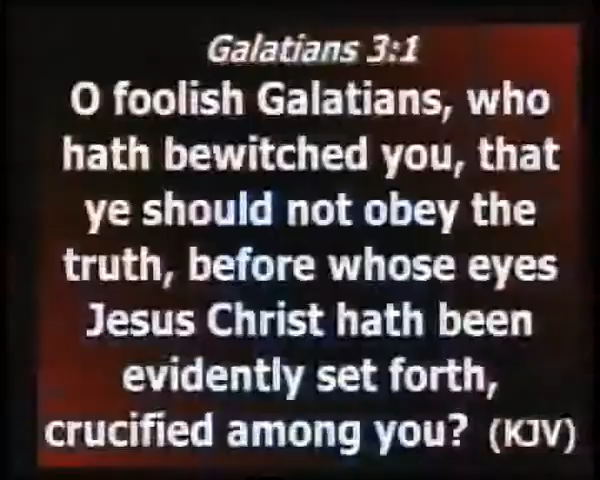 Galatians 3:1
O foolish Galatians, who
hath bewitched you, that
ye should not obey the
truth, before whose eyes
Jesus Christ hath been
evidently set forth,
crucified among you? (KJV)